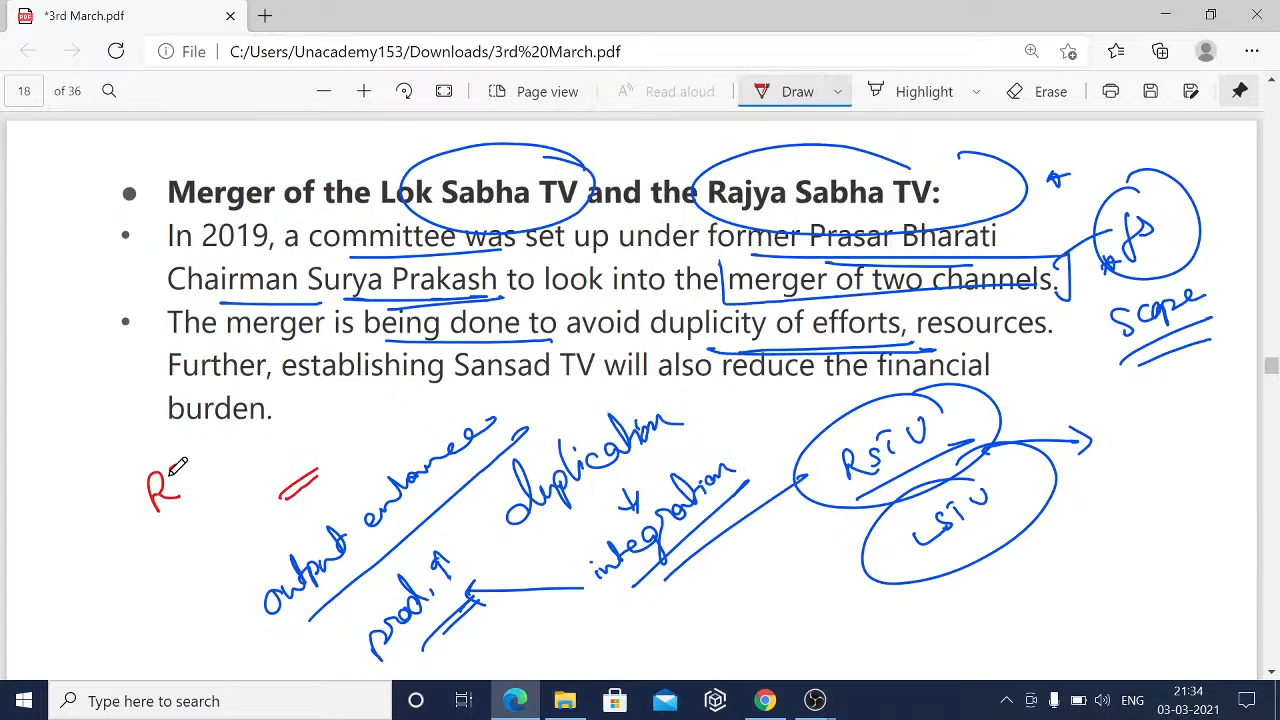 *3rd March.pdf
File
C:/Users/Unacademy153/Downloads/3rd%20March.pdf
18 of 36
Page view
Read aloud
Draw
Highlight
Erase
● Merger of the Lok Sabha TV and the Rajya Sabha TV:
• In 2019, a committee was set up under former Prasar Bharati
Chairman Surya Prakash to look into the merger of two channels.
• The merger is being done to avoid duplicity of efforts, resources.
Further, establishing Sansad TV will also reduce the financial
burden.
scope
duplication
RSTV
LSTV
integration
output enhance
prod. ↑
R
Type here to search
ENG
21:34
03-03-2021